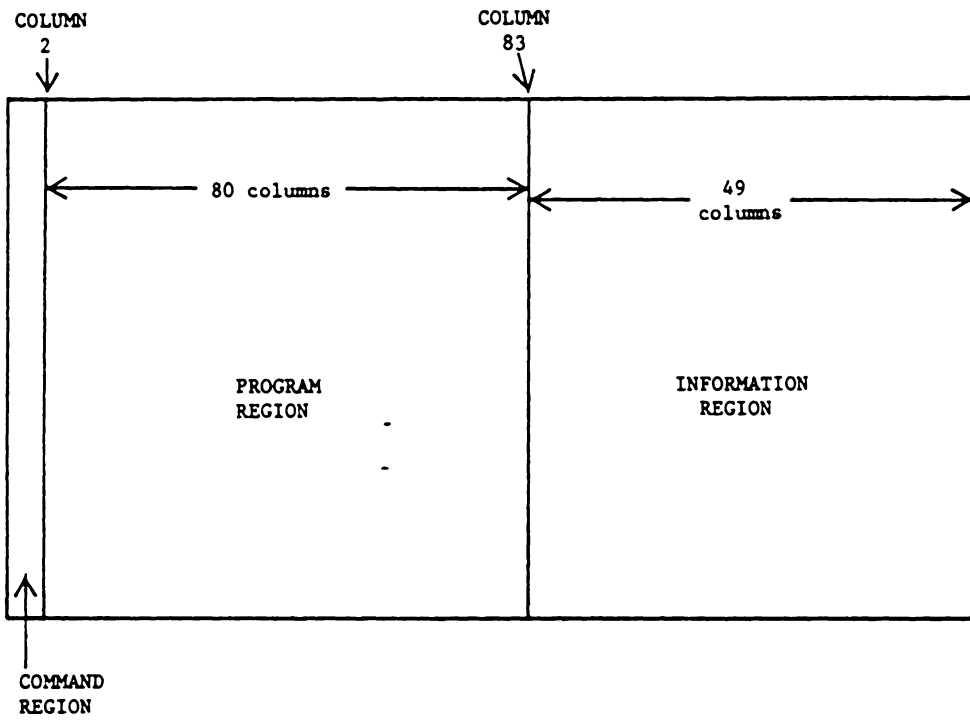 COLUMN
2
COLUMN
83
80 columns
49
columns
PROGRAM
REGION
INFORMATION
REGION
COMMAND
REGION